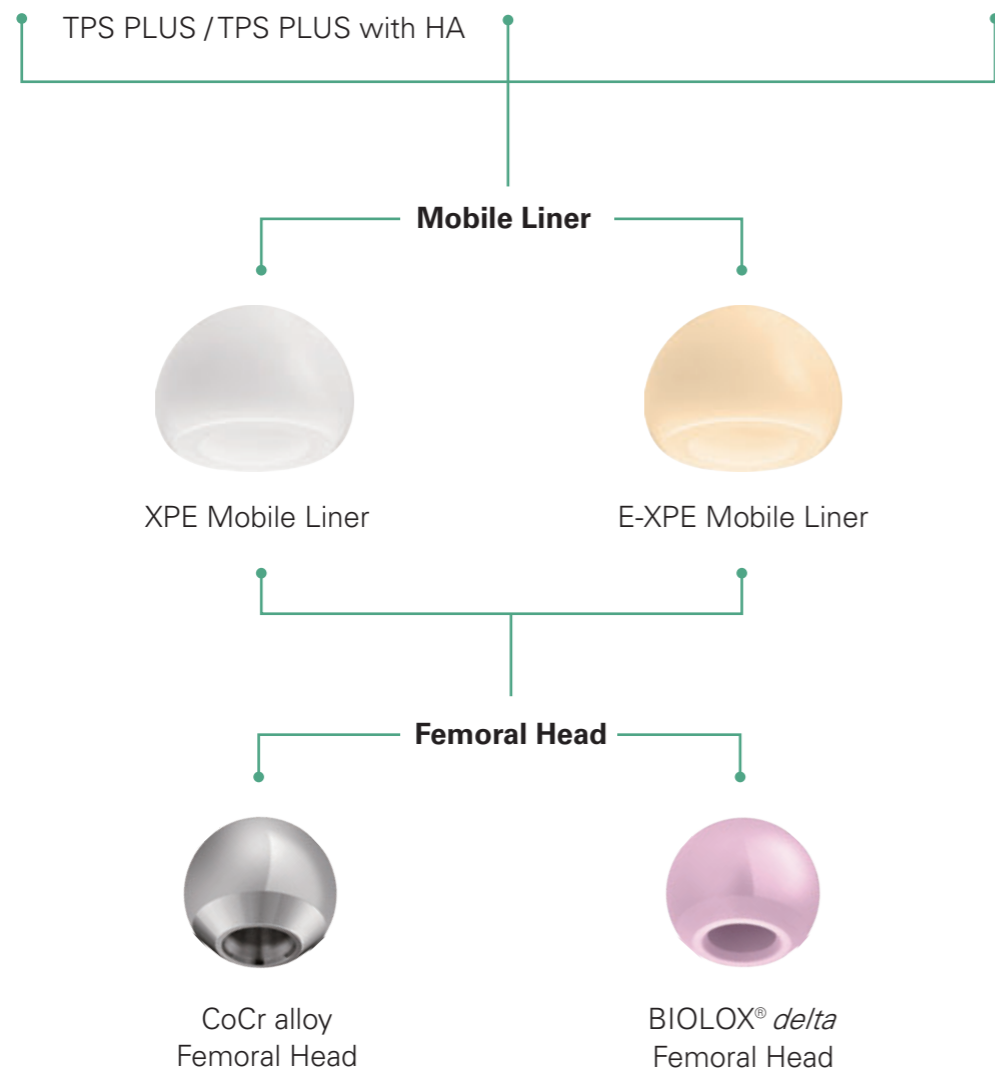 TPS PLUS / TPS PLUS with HA
Mobile Liner
XPE Mobile Liner
E-XPE Mobile Liner
Femoral Head
CoCr alloy
Femoral Head
BIOLOX® delta
Femoral Head